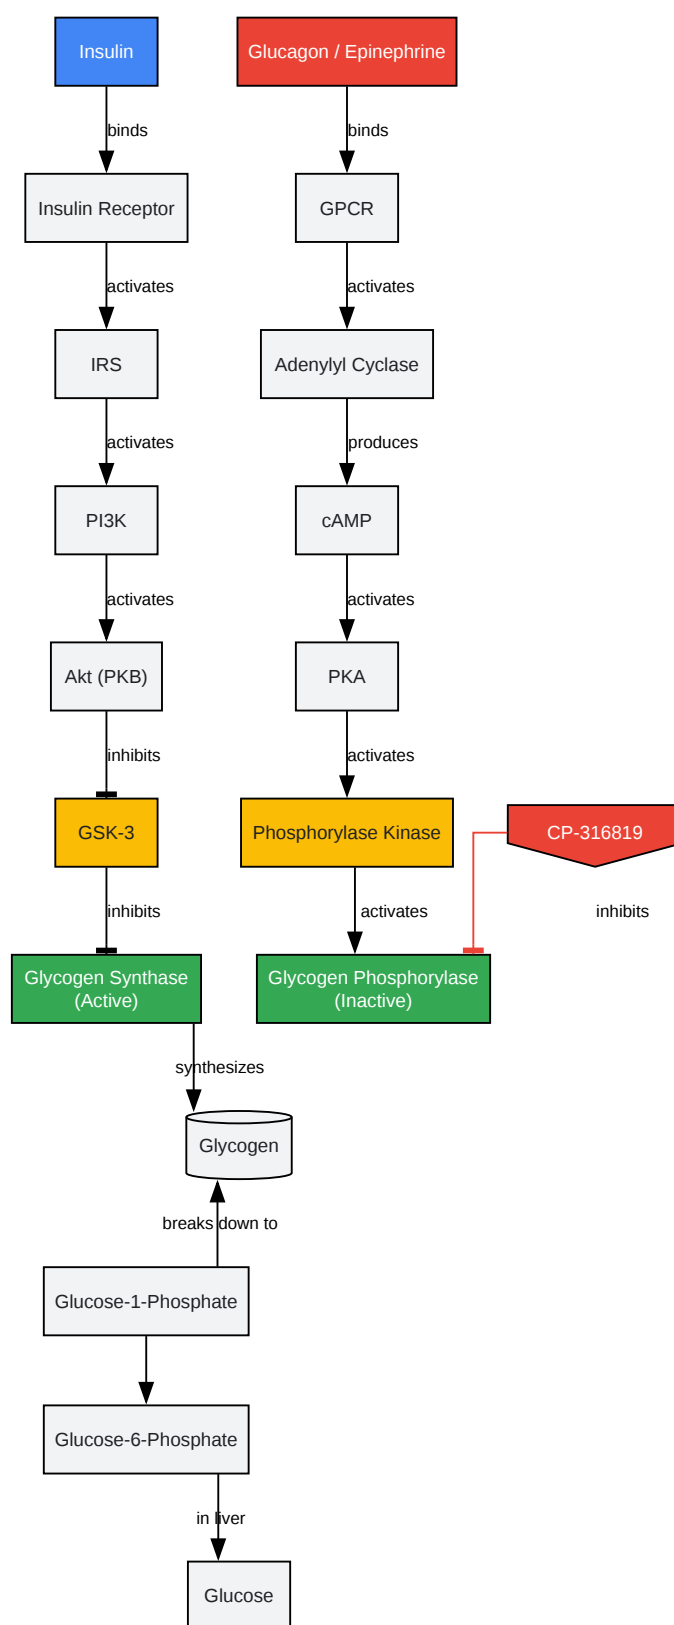 Insulin
Glucagon / Epinephrine
binds
binds
Insulin Receptor
GPCR
activates
activates
IRS
Adenylyl Cyclase
activates
produces
PI3K
cAMP
activates
activates
Akt (PKB)
PKA
inhibits
activates
GSK-3
Phosphorylase Kinase
CP-316819
inhibits
activates
inhibits
Glycogen Synthase
(Active)
Glycogen Phosphorylase
(Inactive)
synthesizes
Glycogen
breaks down to
Glucose-1-Phosphate
Glucose-6-Phosphate
in liver
Glucose